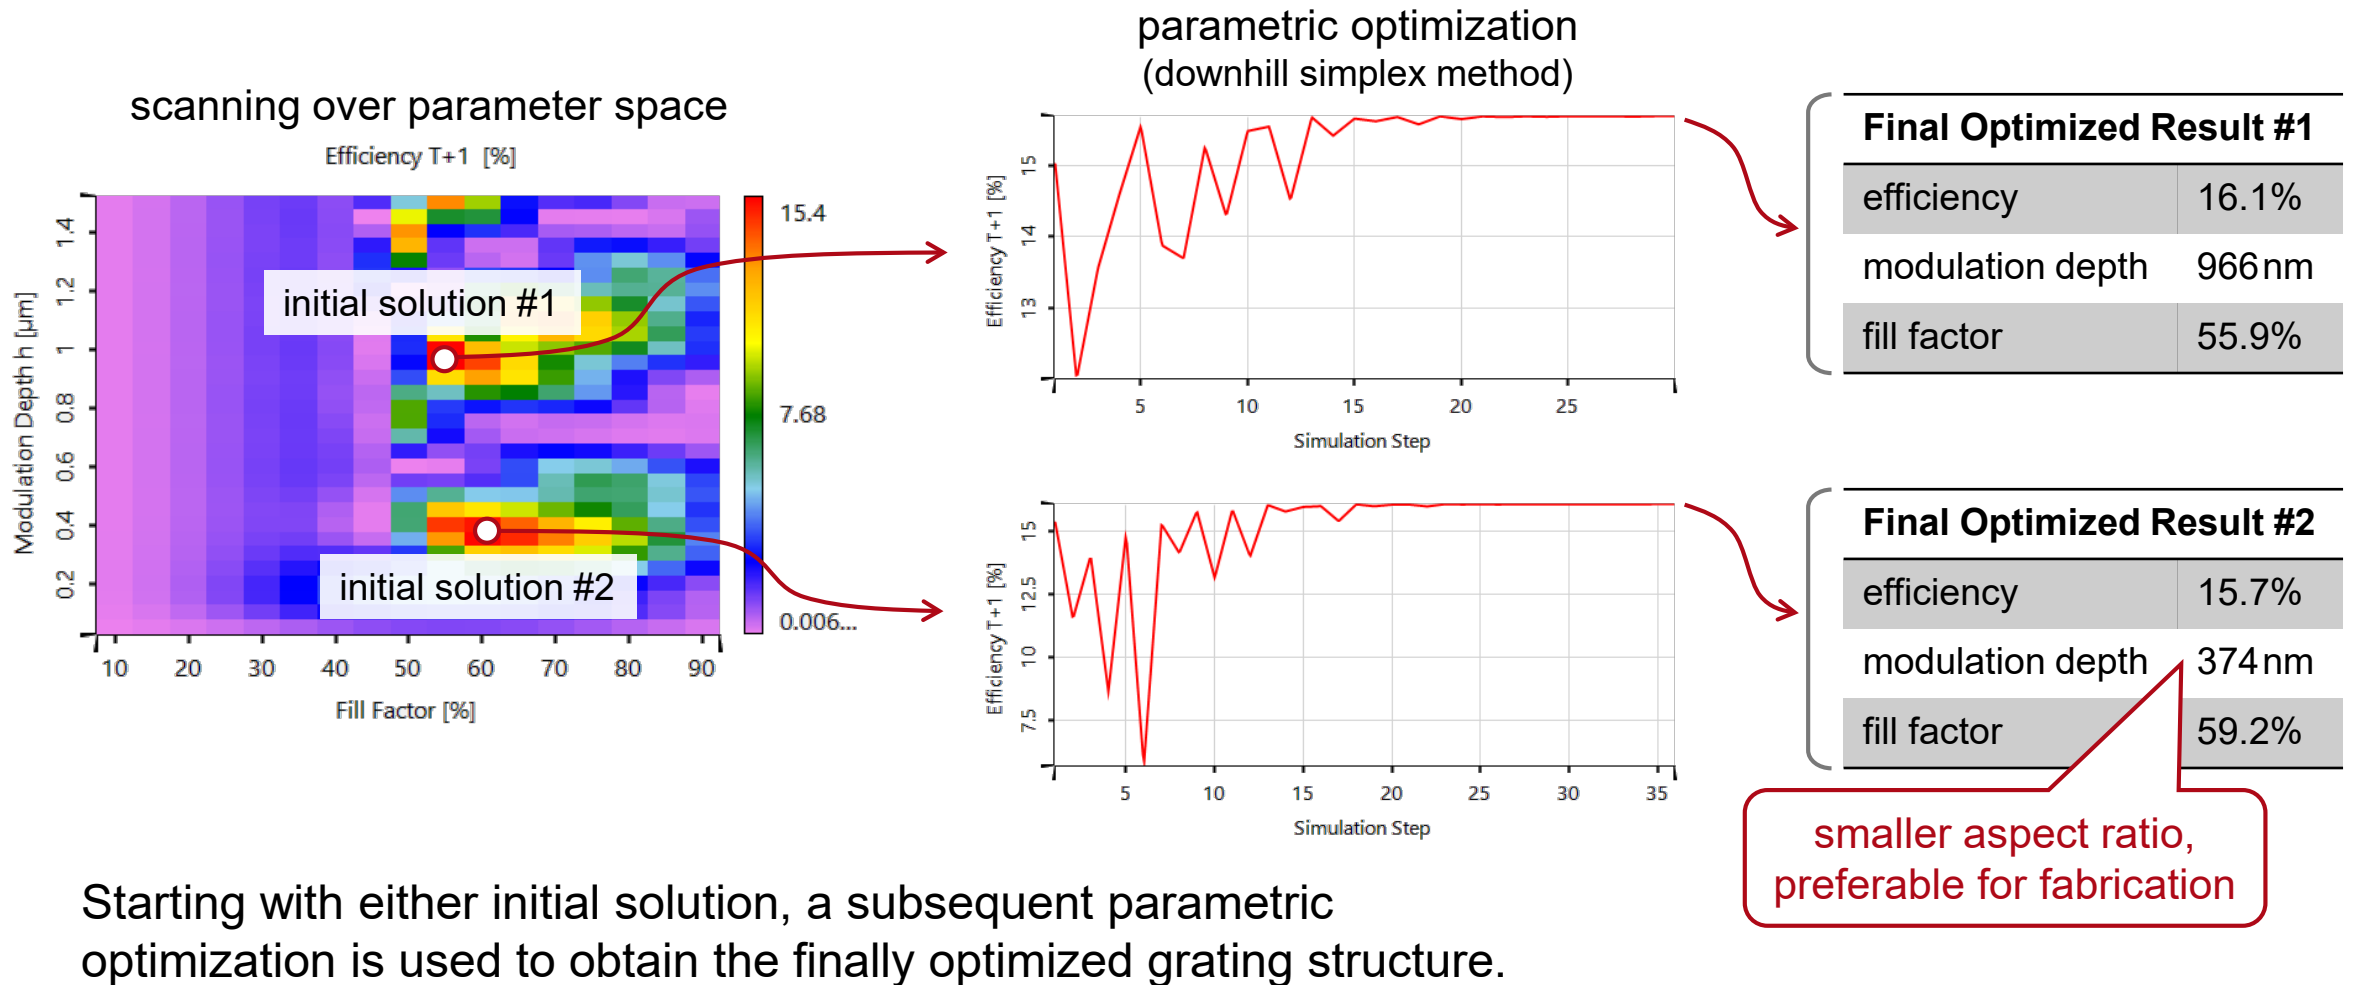 parametric optimization
(downhill simplex method)
scanning over parameter space
Efficiency T+1 [%]
Modulation Depth h [µm]
1.4
1.2
1
0.8
0.6
0.4
0.2
10 20 30 40 50 60 70 80 90
Fill Factor [%]
15.4
7.68
0.006...
initial solution #1
initial solution #2
Efficiency T+1 [%]
15
14
13
5 10 15 20 25
Simulation Step
Efficiency T+1 [%]
15
12.5
10
7.5
5 10 15 20 25 30 35
Simulation Step
Final Optimized Result #1
efficiency 16.1%
modulation depth 966 nm
fill factor 55.9%
Final Optimized Result #2
efficiency 15.7%
modulation depth 374 nm
fill factor 59.2%
smaller aspect ratio,
preferable for fabrication
Starting with either initial solution, a subsequent parametric
optimization is used to obtain the finally optimized grating structure.